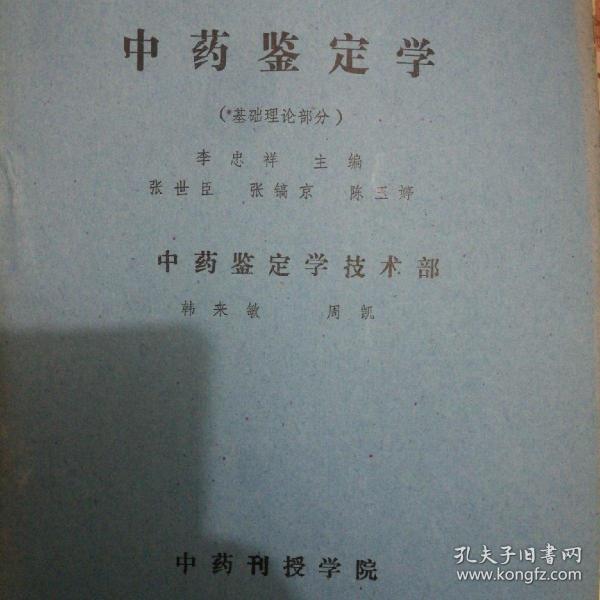 中药鉴定学
(*基础理论部分)
李忠祥 主编
张世臣 张镐京 陈玉婷
中药鉴定学技术部
韩来敏 周凯
中药刊授学院
孔夫子旧书网
www.kongfz.com